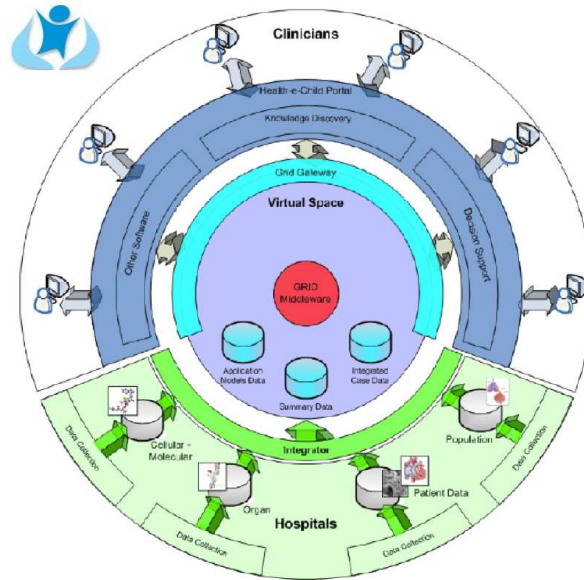 Clinicians
Health-e-Child Portal
Knowledge Discovery
Grid Gateway
Other Software
Virtual Space
Decision Support
GRID
Middleware
Application
Models Data
Integrated
Case Data
Summary Data
Data Collection
Cellular -
Molecular
Integrator
Population
Data Collection
Organ
Patient Data
Data Collection
Hospitals
Data Collection